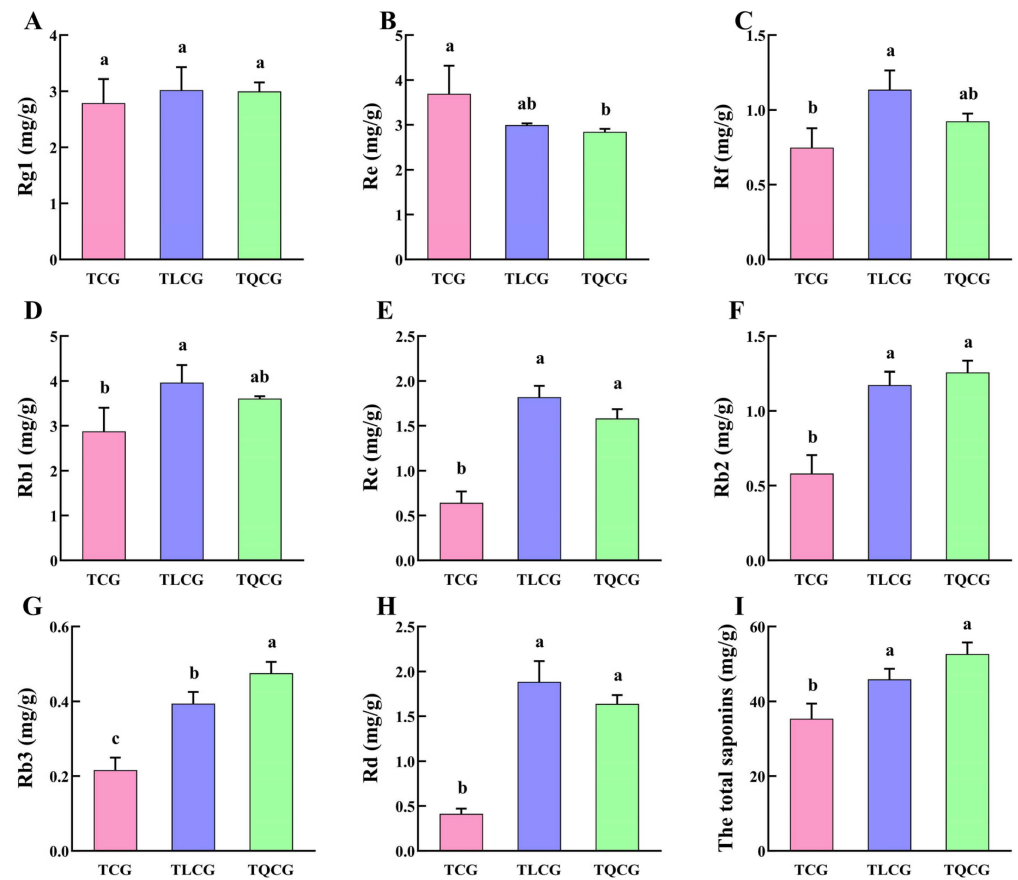 A
Rg1 (mg/g)
4
3
2
1
0
a
a
a
TCG
TLCG
TQCG
B
Re (mg/g)
5
4
3
2
1
0
a
ab
b
TCG
TLCG
TQCG
C
Rf (mg/g)
1.5
1.0
0.5
0.0
b
a
ab
TCG
TLCG
TQCG
D
Rb1 (mg/g)
5
4
3
2
1
0
b
a
ab
TCG
TLCG
TQCG
E
Rc (mg/g)
2.5
2.0
1.5
1.0
0.5
0.0
b
a
a
TCG
TLCG
TQCG
F
Rb2 (mg/g)
1.5
1.0
0.5
0.0
b
a
a
TCG
TLCG
TQCG
G
Rb3 (mg/g)
0.6
0.4
0.2
0.0
c
b
a
TCG
TLCG
TQCG
H
Rd (mg/g)
2.5
2.0
1.5
1.0
0.5
0.0
b
a
a
TCG
TLCG
TQCG
I
The total saponins (mg/g)
60
40
20
0
b
a
a
TCG
TLCG
TQCG